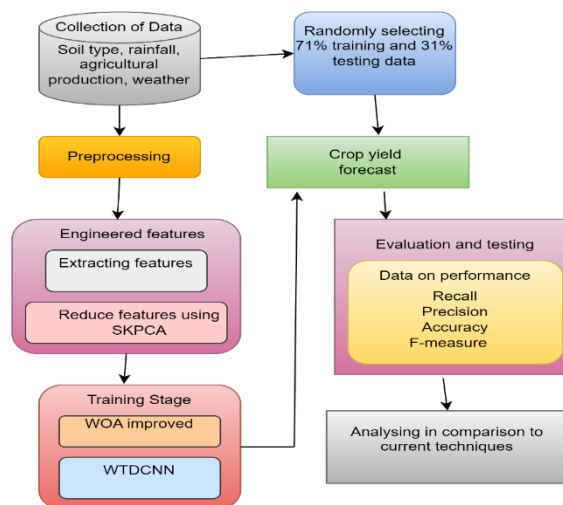 Collection of Data
Soil type, rainfall,
agricultural
production, weather
Randomly selecting
71% training and 31%
testing data
Preprocessing
Crop yield
forecast
Engineered features
Extracting features
Reduce features using
SKPCA
Evaluation and testing
Data on performance
Recall
Precision
Accuracy
F-measure
Training Stage
WOA improved
WTDCNN
Analysing in comparison to
current techniques